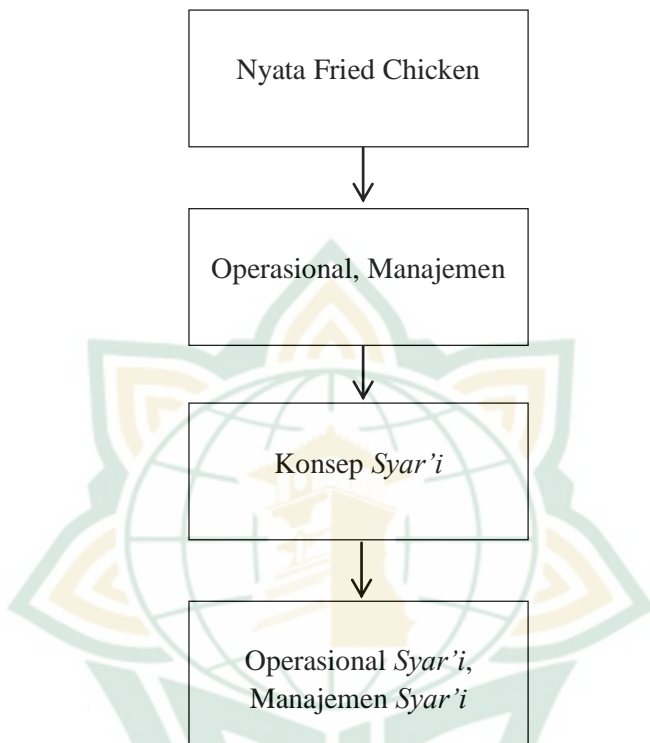 Nyata Fried Chicken
Operasional, Manajemen
Konsep Syar’i
Operasional Syar’i,
Manajemen Syar’i